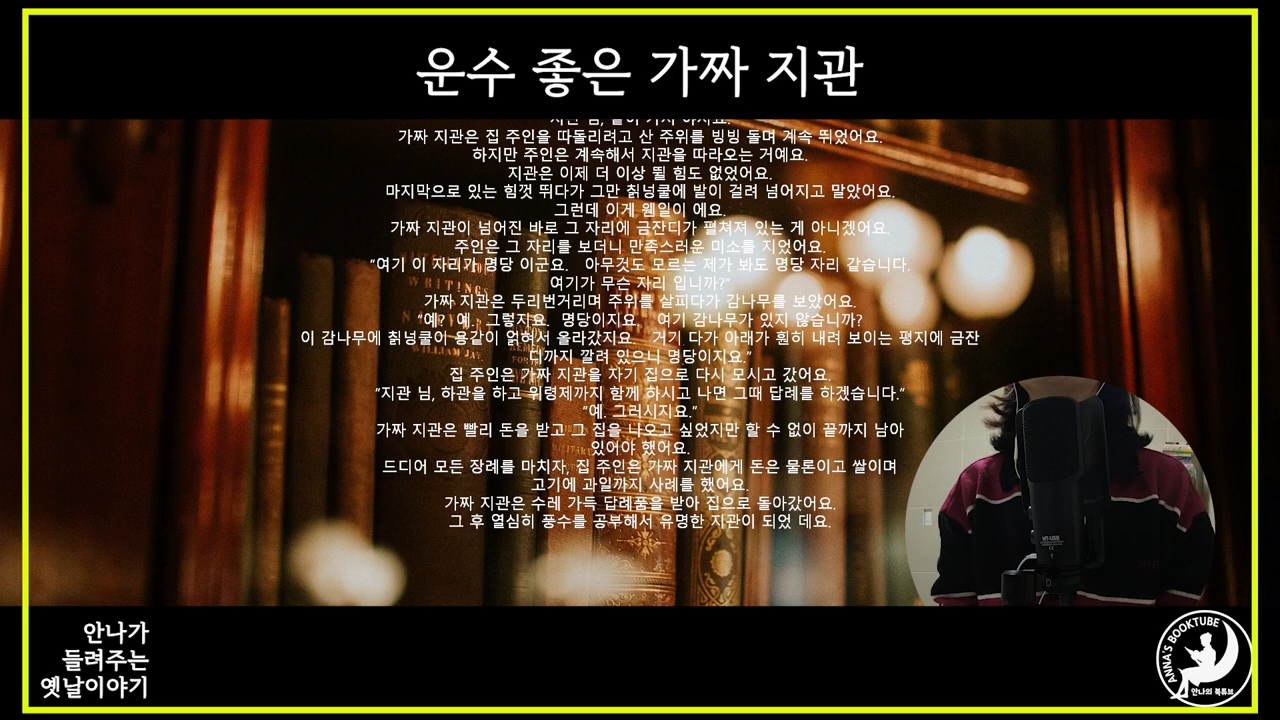 운수 좋은 가짜 지관
가짜 지관은 집 주인을 따돌리려고 산 주위를 빙빙 돌며 계속 뛰었어요.
하지만 주인은 계속해서 지관을 따라오는 거예요.
지관은 이제 더 이상 뛸 힘도 없었어요.
마지막으로 있는 힘껏 뛰다가 그만 칡넝쿨에 발이 걸려 넘어지고 말았어요.
그런데 이게 웬일이 에요.
가짜 지관이 넘어진 바로 그 자리에 금잔디가 펼쳐져 있는 게 아니겠어요.
주인은 그 자리를 보더니 만족스러운 미소를 지었어요.
"여기 이 자리가 명당 이군요. 아무것도 모르는 제가 봐도 명당 자리 같습니다.
여기가 무슨 자리 입니까?"
가짜 지관은 두리번거리며 주위를 살피다가 감나무를 보았어요.
"예? 예.. 그렇지요. 명당이지요. 여기 감나무가 있지 않습니까?
이 감나무에 칡넝쿨이 용같이 얽혀서 올라갔지요. 거기 다가 아래가 훤히 내려 보이는 평지에 금잔
디까지 깔려 있으니 명당이지요."
집 주인은 가짜 지관을 자기 집으로 다시 모시고 갔어요.
"지관 님, 하관을 하고 위령제까지 함께 하시고 나면 그때 답례를 하겠습니다."
"예. 그러시지요."
가짜 지관은 빨리 돈을 받고 그 집을 나오고 싶었지만 할 수 없이 끝까지 남아
있어야 했어요.
드디어 모든 장례를 마치자, 집 주인은 가짜 지관에게 돈은 물론이고 쌀이며
고기에 과일까지 사례를 했어요.
가짜 지관은 수레 가득 답례품을 받아 집으로 돌아갔어요.
그 후 열심히 풍수를 공부해서 유명한 지관이 되었 데요.
WRITINGS
WILLIAM JAY
NT-USB
안나가
들려주는
옛날이야기
ANNA'S BOOKTUBE
안나의 북튜브